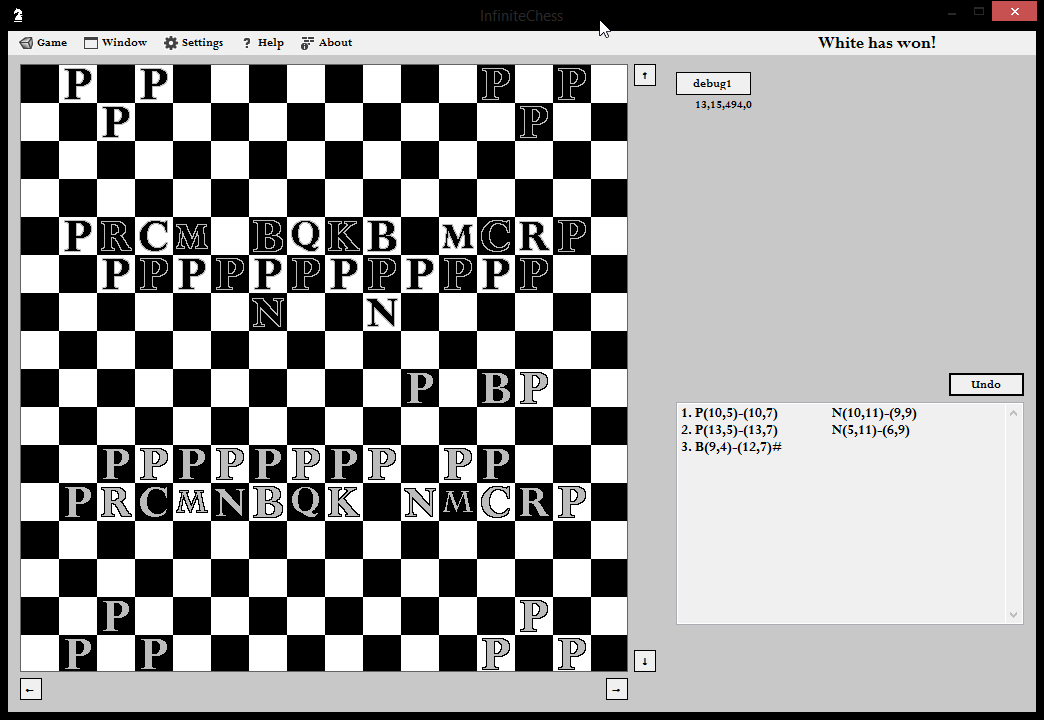 InfiniteChess
Game Window Settings ? Help About White has won!
P P P P ↑ debug1
13,15,494,0
P P
P R C M B Q K B M C R P
P P P P P P P P P P P P
N N
P B P
Undo
1. P(10,5)-(10,7) N(10,11)-(9,9)
2. P(13,5)-(13,7) N(5,11)-(6,9)
3. B(9,4)-(12,7)#
P P P P P P P P P P
P R C M N B Q K N M C R P
P P
P P P P ↓
← →